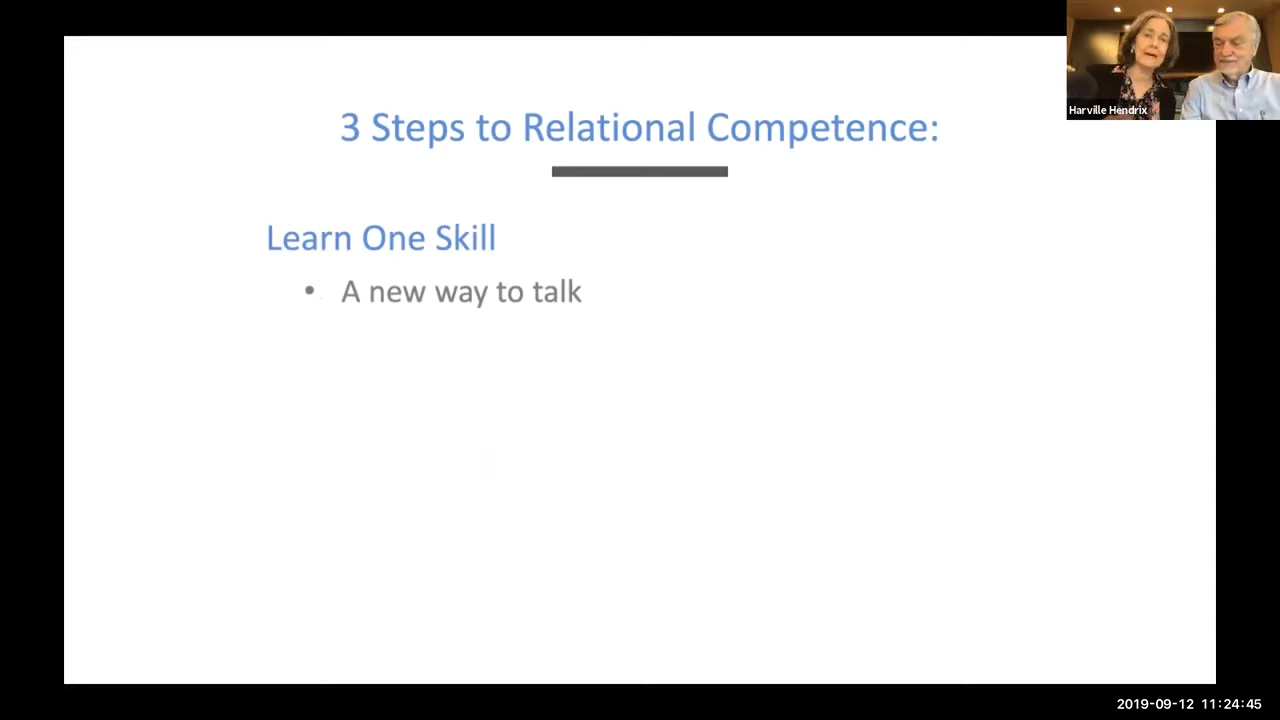 3 Steps to Relational Competence:
Harville Hendrix
Learn One Skill
• A new way to talk
2019-09-12 11:24:45